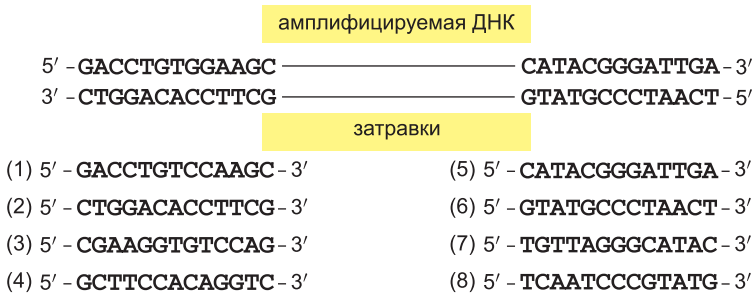 амплифицируемая ДНК
5′ – GACCTGTGGAAGC CATACGGGATTGA – 3′
3′ – CTGGACACCTTCG GTATGCCCTAACT – 5′
затравки
(1) 5′ – GACCTGTCCAAGC – 3′ (5) 5′ – CATACGGGATTGA – 3′
(2) 5′ – CTGGACACCTTCG – 3′ (6) 5′ – GTATGCCCTAACT – 3′
(3) 5′ – CGAAGGTGTCCAG – 3′ (7) 5′ – TGTTAGGGCATAC – 3′
(4) 5′ – GCTTCCACAGGTC – 3′ (8) 5′ – TCAATCCCGTATG – 3′